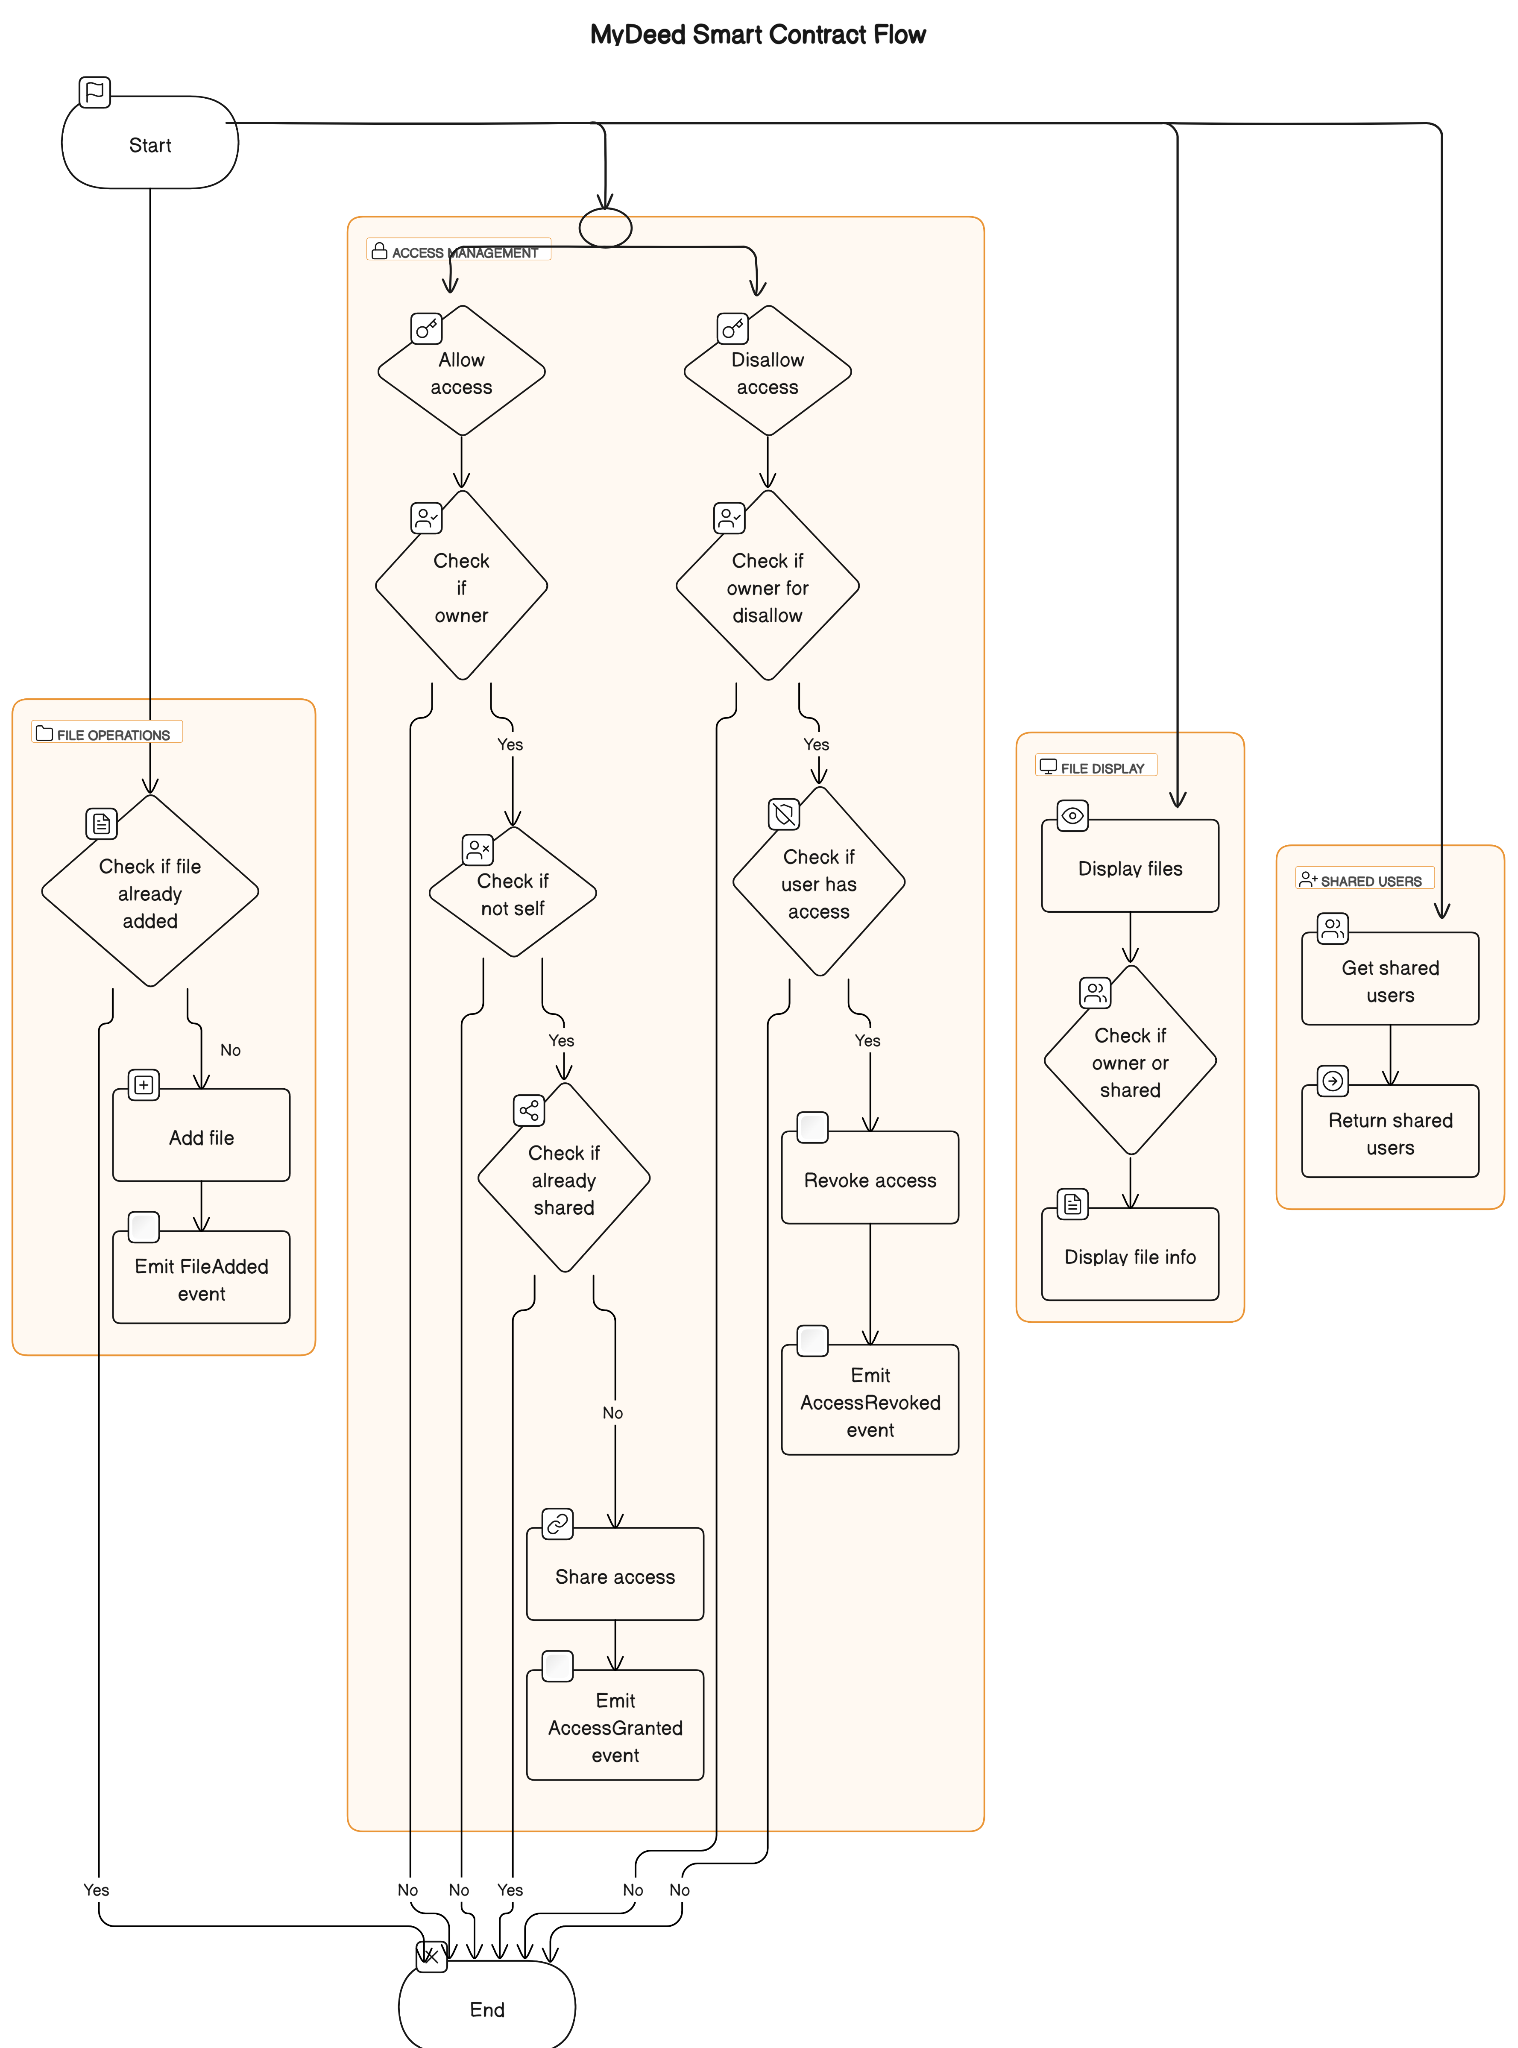 MyDeed Smart Contract Flow
Start
ACCESS MANAGEMENT
Allow
access
Disallow
access
Check
if
owner
Check if
owner for
disallow
Yes
Yes
FILE OPERATIONS
Check if file
already
added
No
Add file
Emit FileAdded
event
Check if
not self
Check if
user has
access
Yes
Yes
Check if
already
shared
Revoke access
No
Emit
AccessRevoked
event
Share access
Emit
AccessGranted
event
FILE DISPLAY
Display files
Check if
owner or
shared
Display file info
SHARED USERS
Get shared
users
Return shared
users
Yes
No
No
Yes
No
No
End